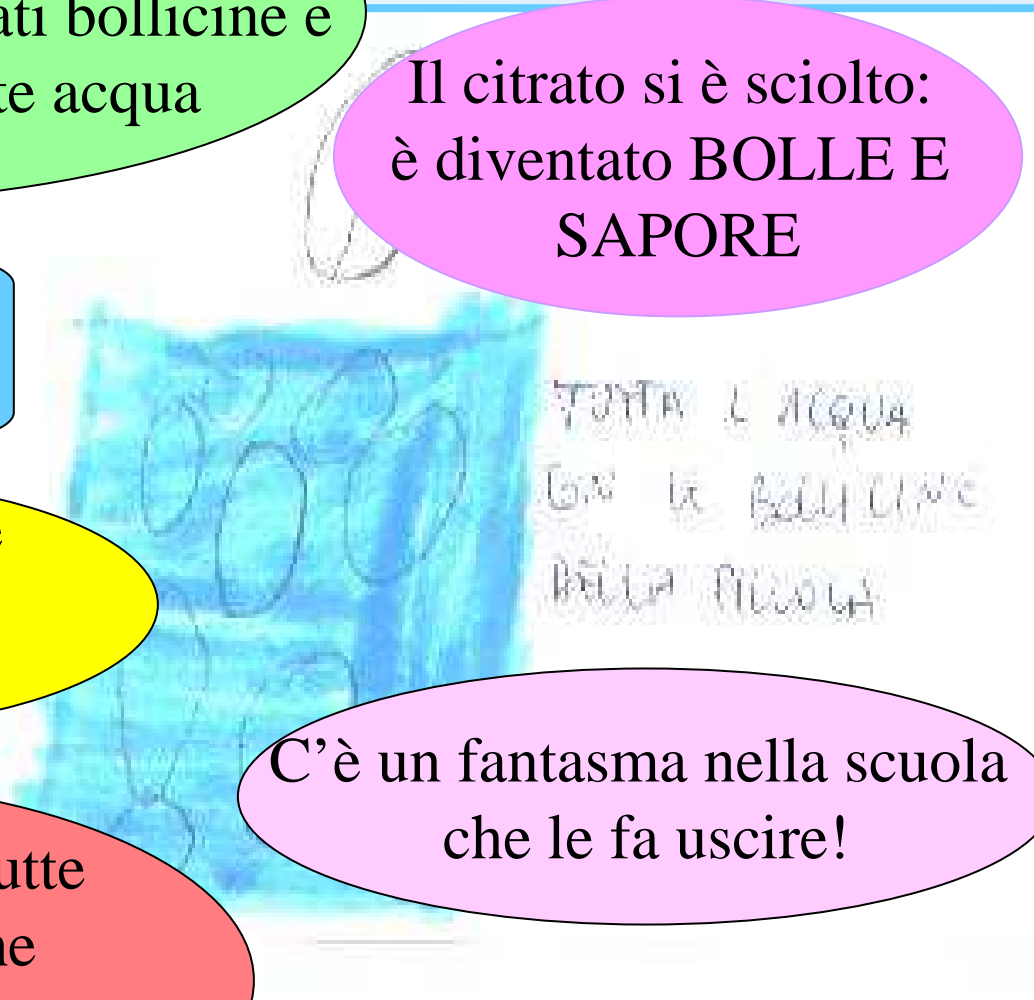 ati bollicine e
te acqua
Il citrato si è sciolto:
è diventato BOLLE E
SAPORE
TUTTA L ACQUA
CON LE BOLLICINE
DELLA PILLOLA
C’è un fantasma nella scuola
che le fa uscire!
utte
ne